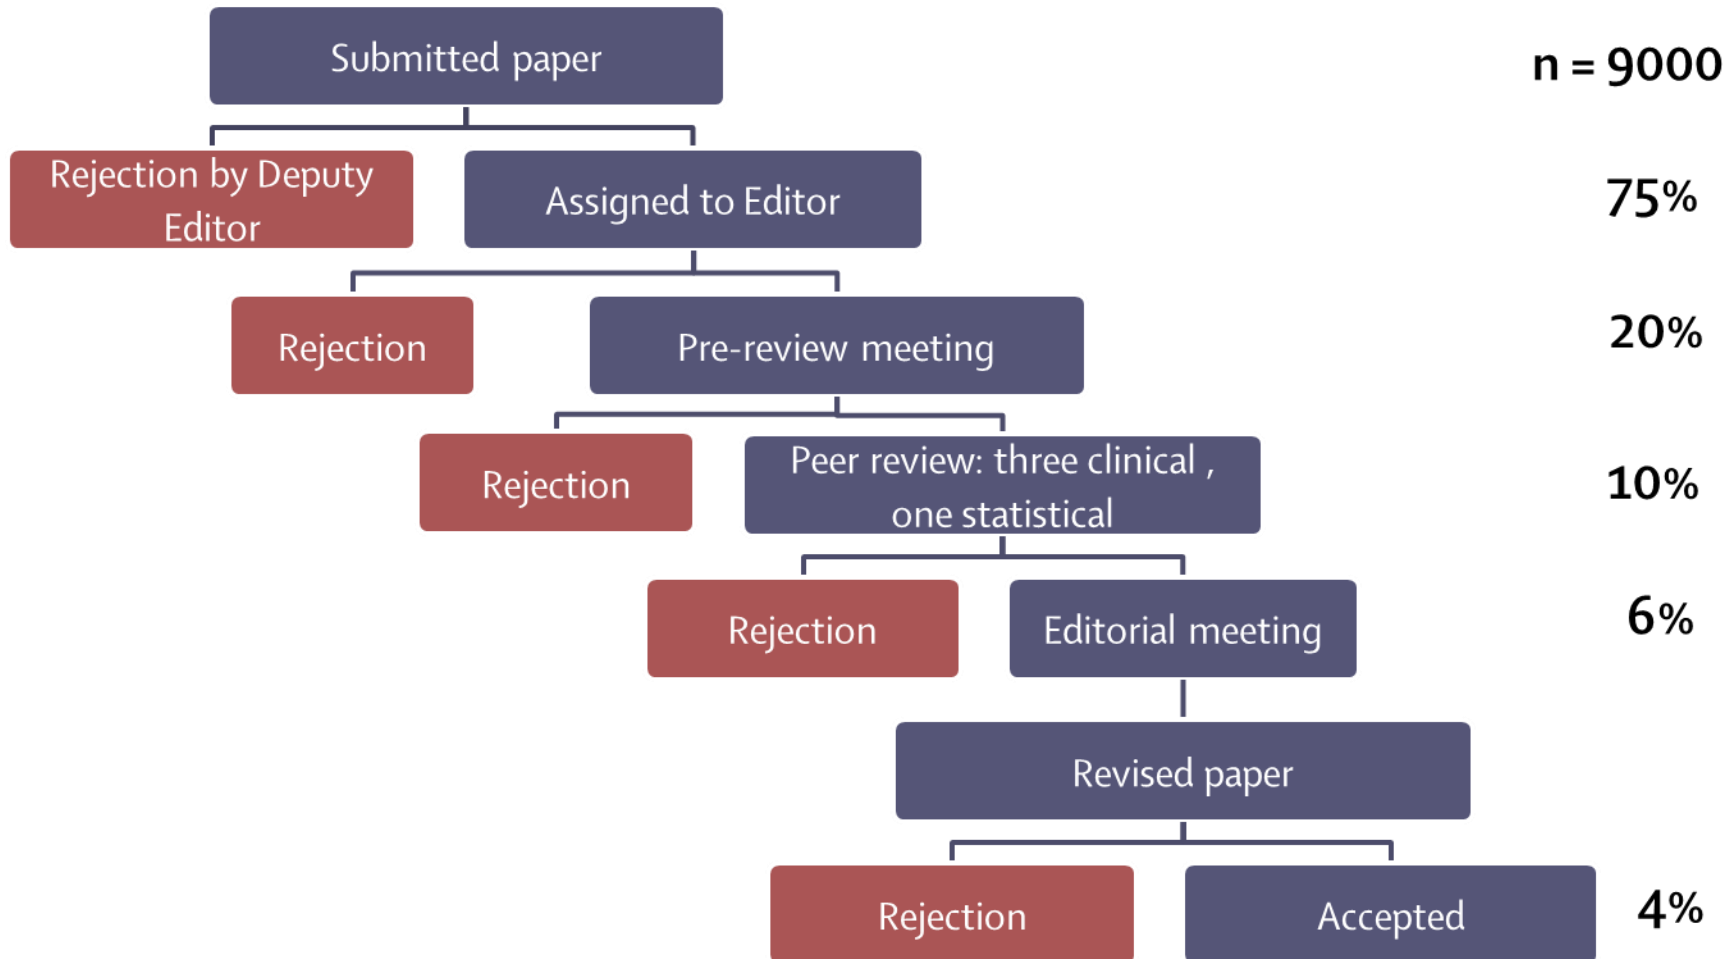 Submitted paper
n = 9000
Rejection by Deputy
Editor
Assigned to Editor
75%
Rejection
Pre-review meeting
20%
Rejection
Peer review: three clinical ,
one statistical
10%
Rejection
Editorial meeting
6%
Revised paper
Rejection
Accepted
4%